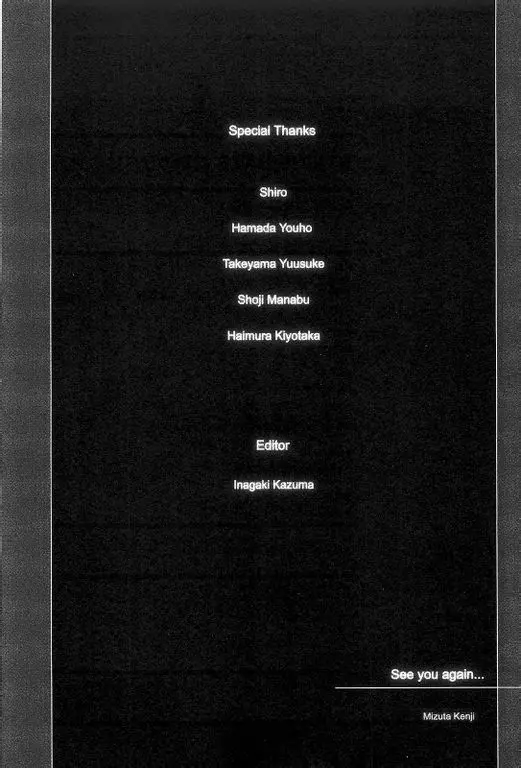 Special Thanks
Shiro
Hamada Youho
Takeyama Yuusuke
Shoji Manabu
Haimura Kiyotaka
Editor
Inagaki Kazuma
See you again...
Mizuta Kenji